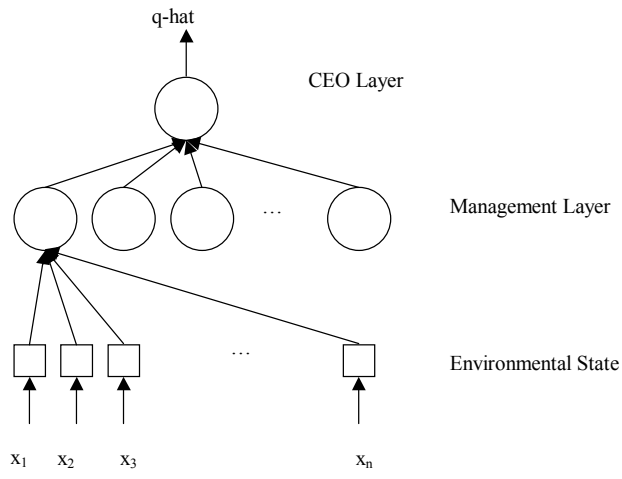 q-hat
CEO Layer
... Management Layer
... Environmental State
x1 x2 x3 xn